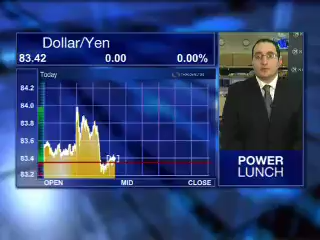 Dollar/Yen
83.42 0.00 0.00%
Today
84.2
84.0
83.8
83.6
83.4
83.2
OPEN MID CLOSE
POWER
LUNCH